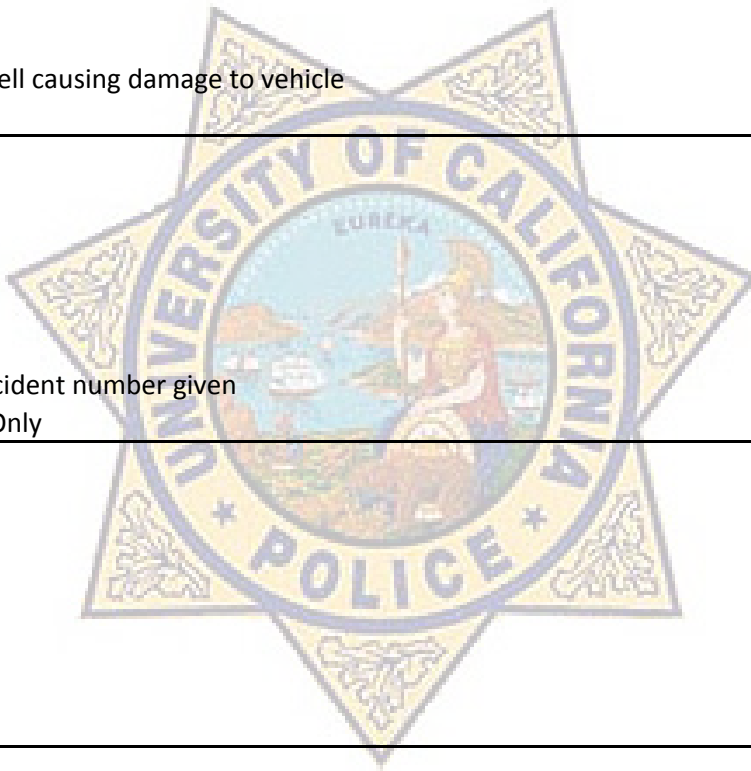 ell causing damage to vehicle
UNIVERSITY OF CALIFORNIA
EUREKA
cident number given
Only
POLICE